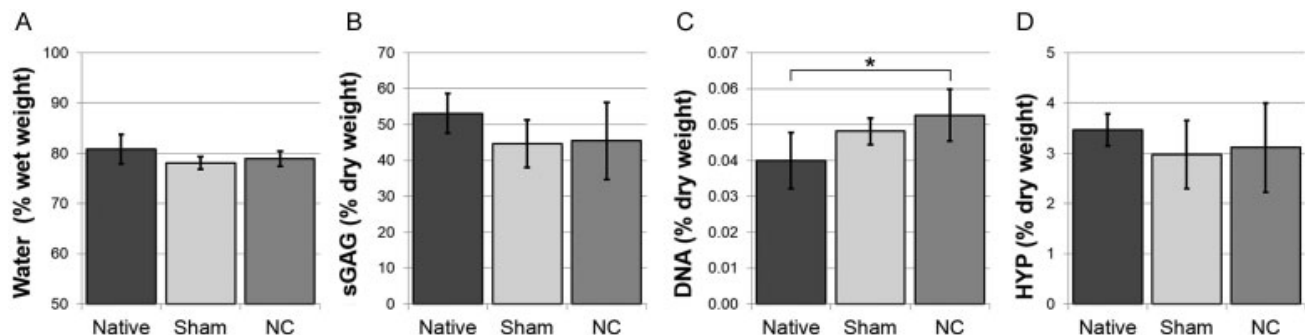 A
Water (% wet weight)
100
90
80
70
60
50
Native Sham NC
B
sGAG (% dry weight)
70
60
50
40
30
20
10
0
Native Sham NC
C
DNA (% dry weight)
0.07
0.06
0.05
0.04
0.03
0.02
0.01
0.00
*
Native Sham NC
D
HYP (% dry weight)
5
4
3
2
1
0
Native Sham NC